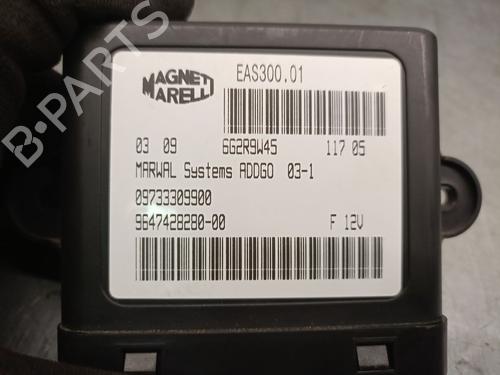 MAGNETI
MARELLI
EAS300.01
03 09 6G2R9W45 117 05
MARWAL Systems ADDGO 03-1
09733309900
9647428280-00 F 12V
B-PARTS